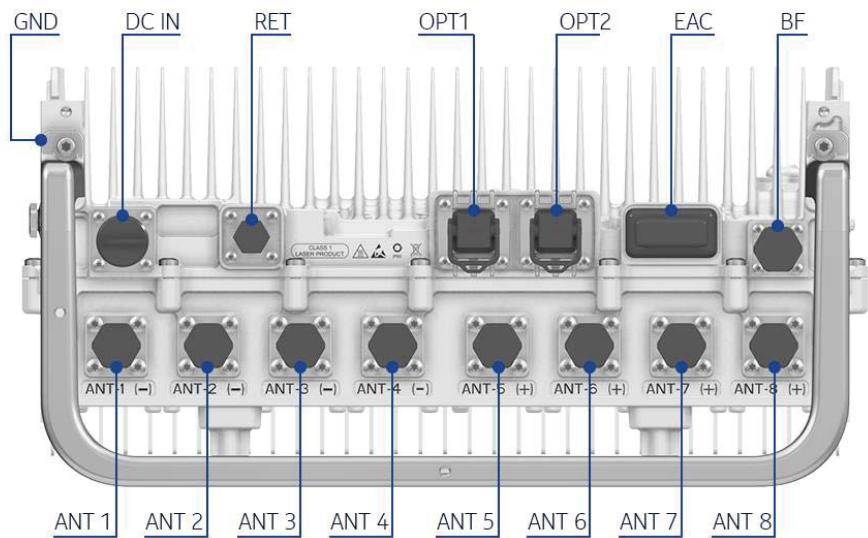 GND DC IN RET OPT1 OPT2 EAC BF
CLASS 1
LASER PRODUCT
ANT-1 (−) ANT-2 (−) ANT-3 (−) ANT-4 (−) ANT-5 (+) ANT-6 (+) ANT-7 (+) ANT-8 (+)
ANT 1 ANT 2 ANT 3 ANT 4 ANT 5 ANT 6 ANT 7 ANT 8